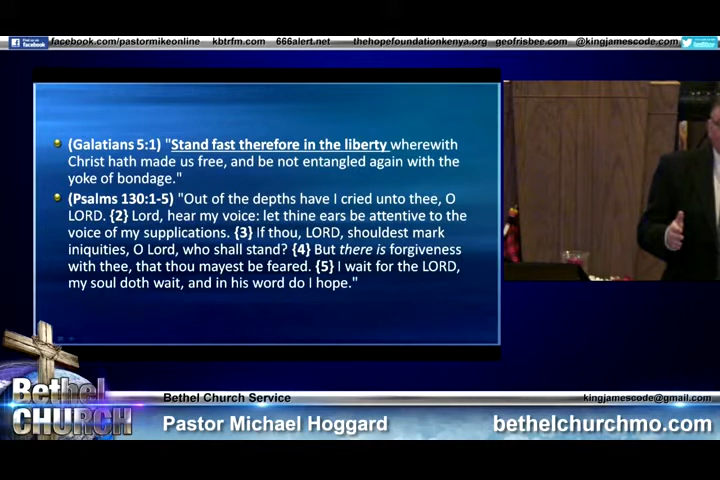 Find us on facebook
facebook.com/pastormikeonline kbtrfm.com 666alert.net thehopefoundationkenya.org geofrisbee.com @kingjamescode.com
(Galatians 5:1) "Stand fast therefore in the liberty wherewith
Christ hath made us free, and be not entangled again with the
yoke of bondage."
(Psalms 130:1-5) "Out of the depths have I cried unto thee, O
LORD. {2} Lord, hear my voice: let thine ears be attentive to the
voice of my supplications. {3} If thou, LORD, shouldest mark
iniquities, O Lord, who shall stand? {4} But there is forgiveness
with thee, that thou mayest be feared. {5} I wait for the LORD,
my soul doth wait, and in his word do I hope."
Bethel
CHURCH
Bethel Church Service kingjamescode@gmail.com
Pastor Michael Hoggard bethelchurchmo.com